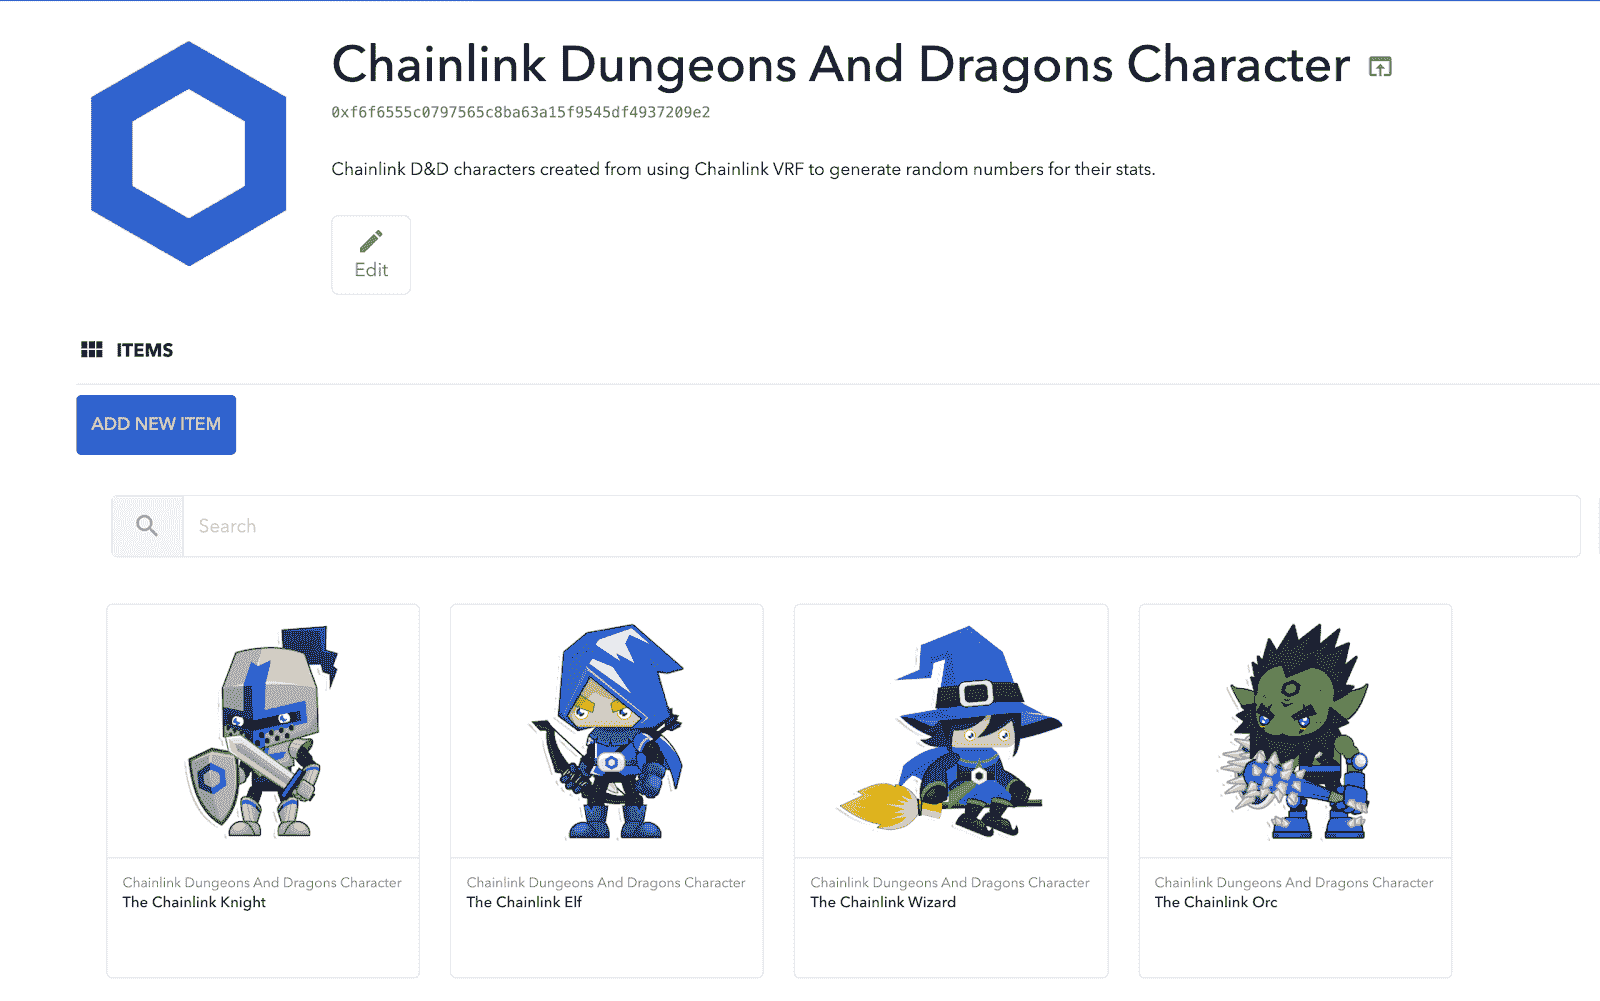 Chainlink Dungeons And Dragons Character
0xf6f6555c0797565c8ba63a15f9545df4937209e2
Chainlink D&D characters created from using Chainlink VRF to generate random numbers for their stats.
Edit
ITEMS
ADD NEW ITEM
Search
Chainlink Dungeons And Dragons Character
The Chainlink Knight
Chainlink Dungeons And Dragons Character
The Chainlink Elf
Chainlink Dungeons And Dragons Character
The Chainlink Wizard
Chainlink Dungeons And Dragons Character
The Chainlink Orc